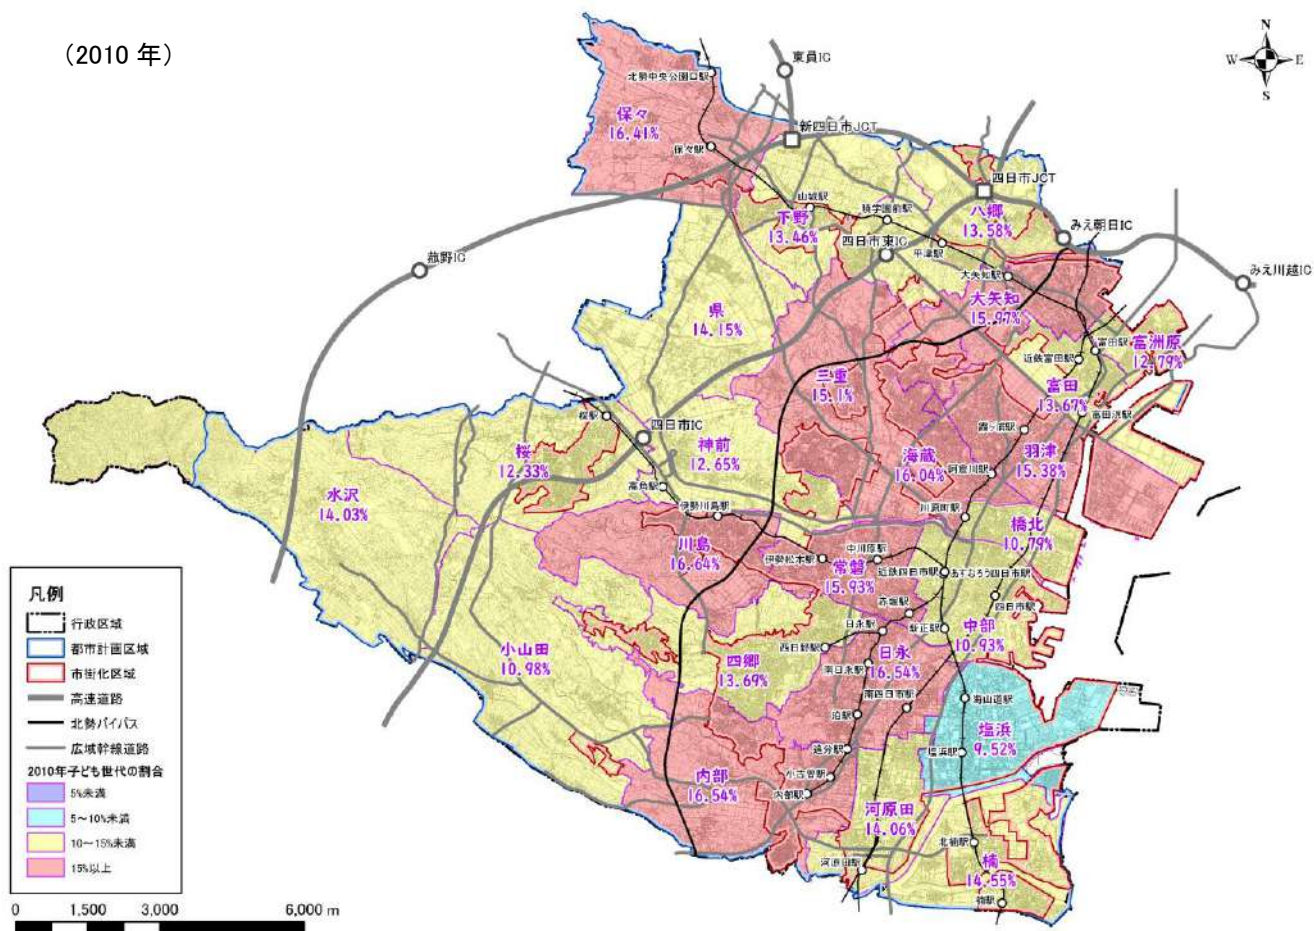 （2010 年）
N
W
E
S
東員IC
北勢中央公園口駅
保々
16.41%
新四日市JCT
保々駅
四日市JCT
山城駅
下野
13.46%
暁学園前駅
八郷
13.58%
みえ朝日IC
四日市東IC
平津駅
菰野IC
大矢知駅
みえ川越IC
大矢知
15.97%
県
14.15%
富田駅
富洲原
12.79%
近鉄富田駅
三重
15.1%
富田
13.67%
富田浜駅
桜駅
四日市IC
霞ヶ浦駅
桜
12.33%
神前
12.65%
海蔵
16.04%
羽津
15.38%
阿倉川駅
高角駅
水沢
14.03%
伊勢川島駅
川原町駅
橋北
10.79%
川島
16.64%
中川原駅
伊勢松本駅
常磐
15.93%
近鉄四日市駅
あすなろう四日市駅
四日市駅
赤堀駅
日永駅
新正駅
中部
10.93%
小山田
10.98%
四郷
13.69%
西日野駅
日永
16.54%
南日永駅
南四日市駅
海山道駅
泊駅
塩浜
9.52%
塩浜駅
追分駅
内部
16.54%
小古曽駅
内部駅
河原田
14.06%
北楠駅
河原田駅
楠
14.55%
楠駅
凡例
行政区域
都市計画区域
市街化区域
高速道路
北勢バイパス
広域幹線道路
2010年子ども世代の割合
5%未満
5～10%未満
10～15%未満
15%以上
0 1,500 3,000 6,000 m